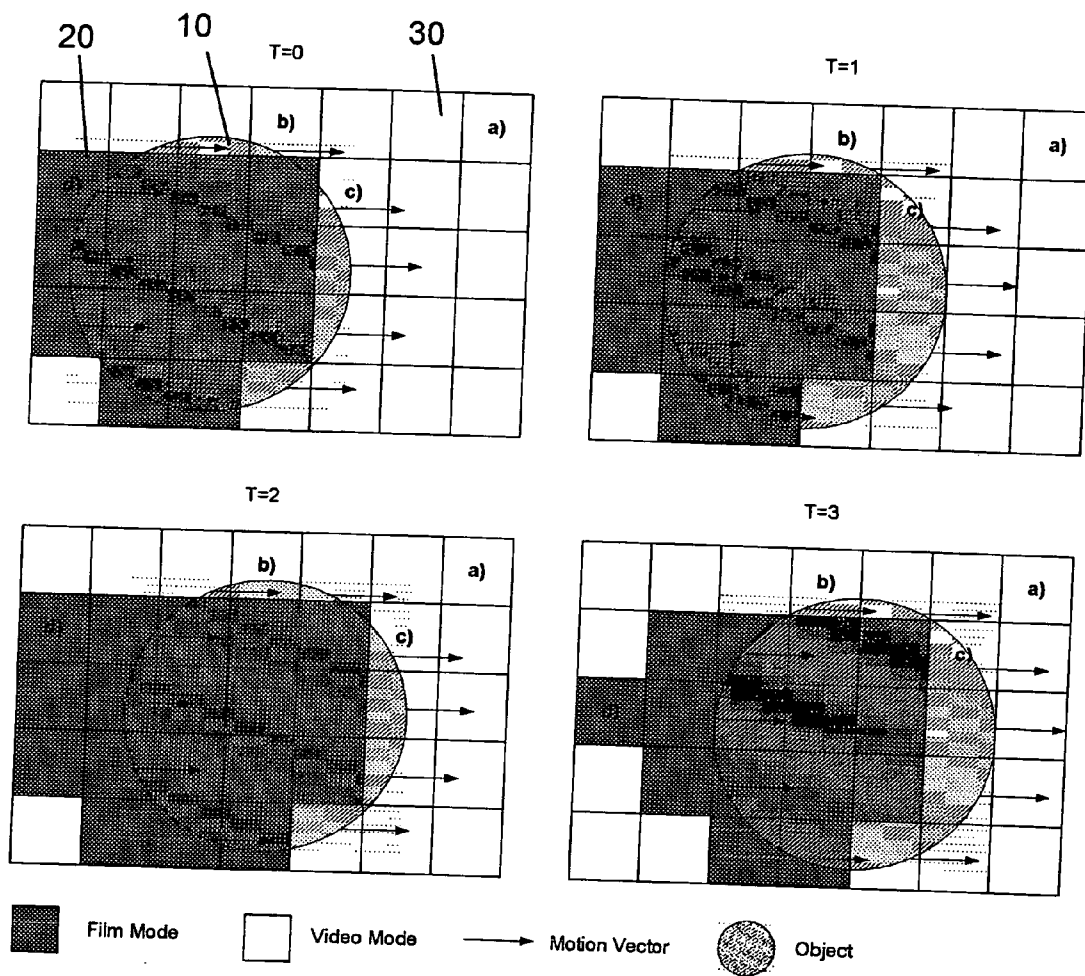 20 10 30
T=0
b) a)
c)
d)
T=1
b) a)
c)
d)
T=2
b) a)
c)
d)
T=3
b) a)
c)
d)
Film Mode Video Mode Motion Vector Object